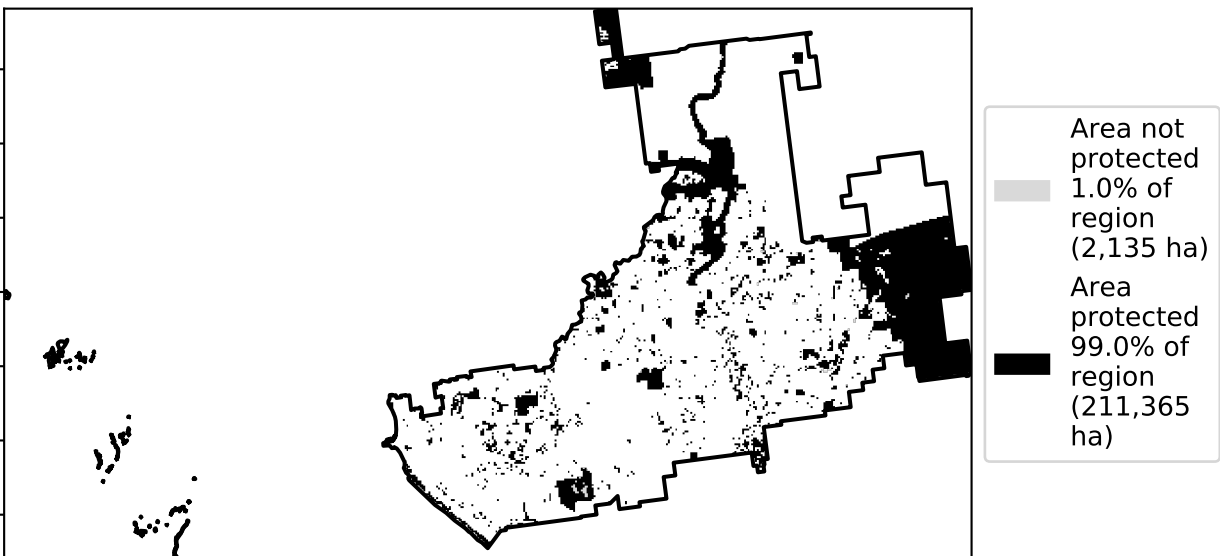 Area not
protected
1.0% of
region
(2,135 ha)
Area
protected
99.0% of
region
(211,365
ha)